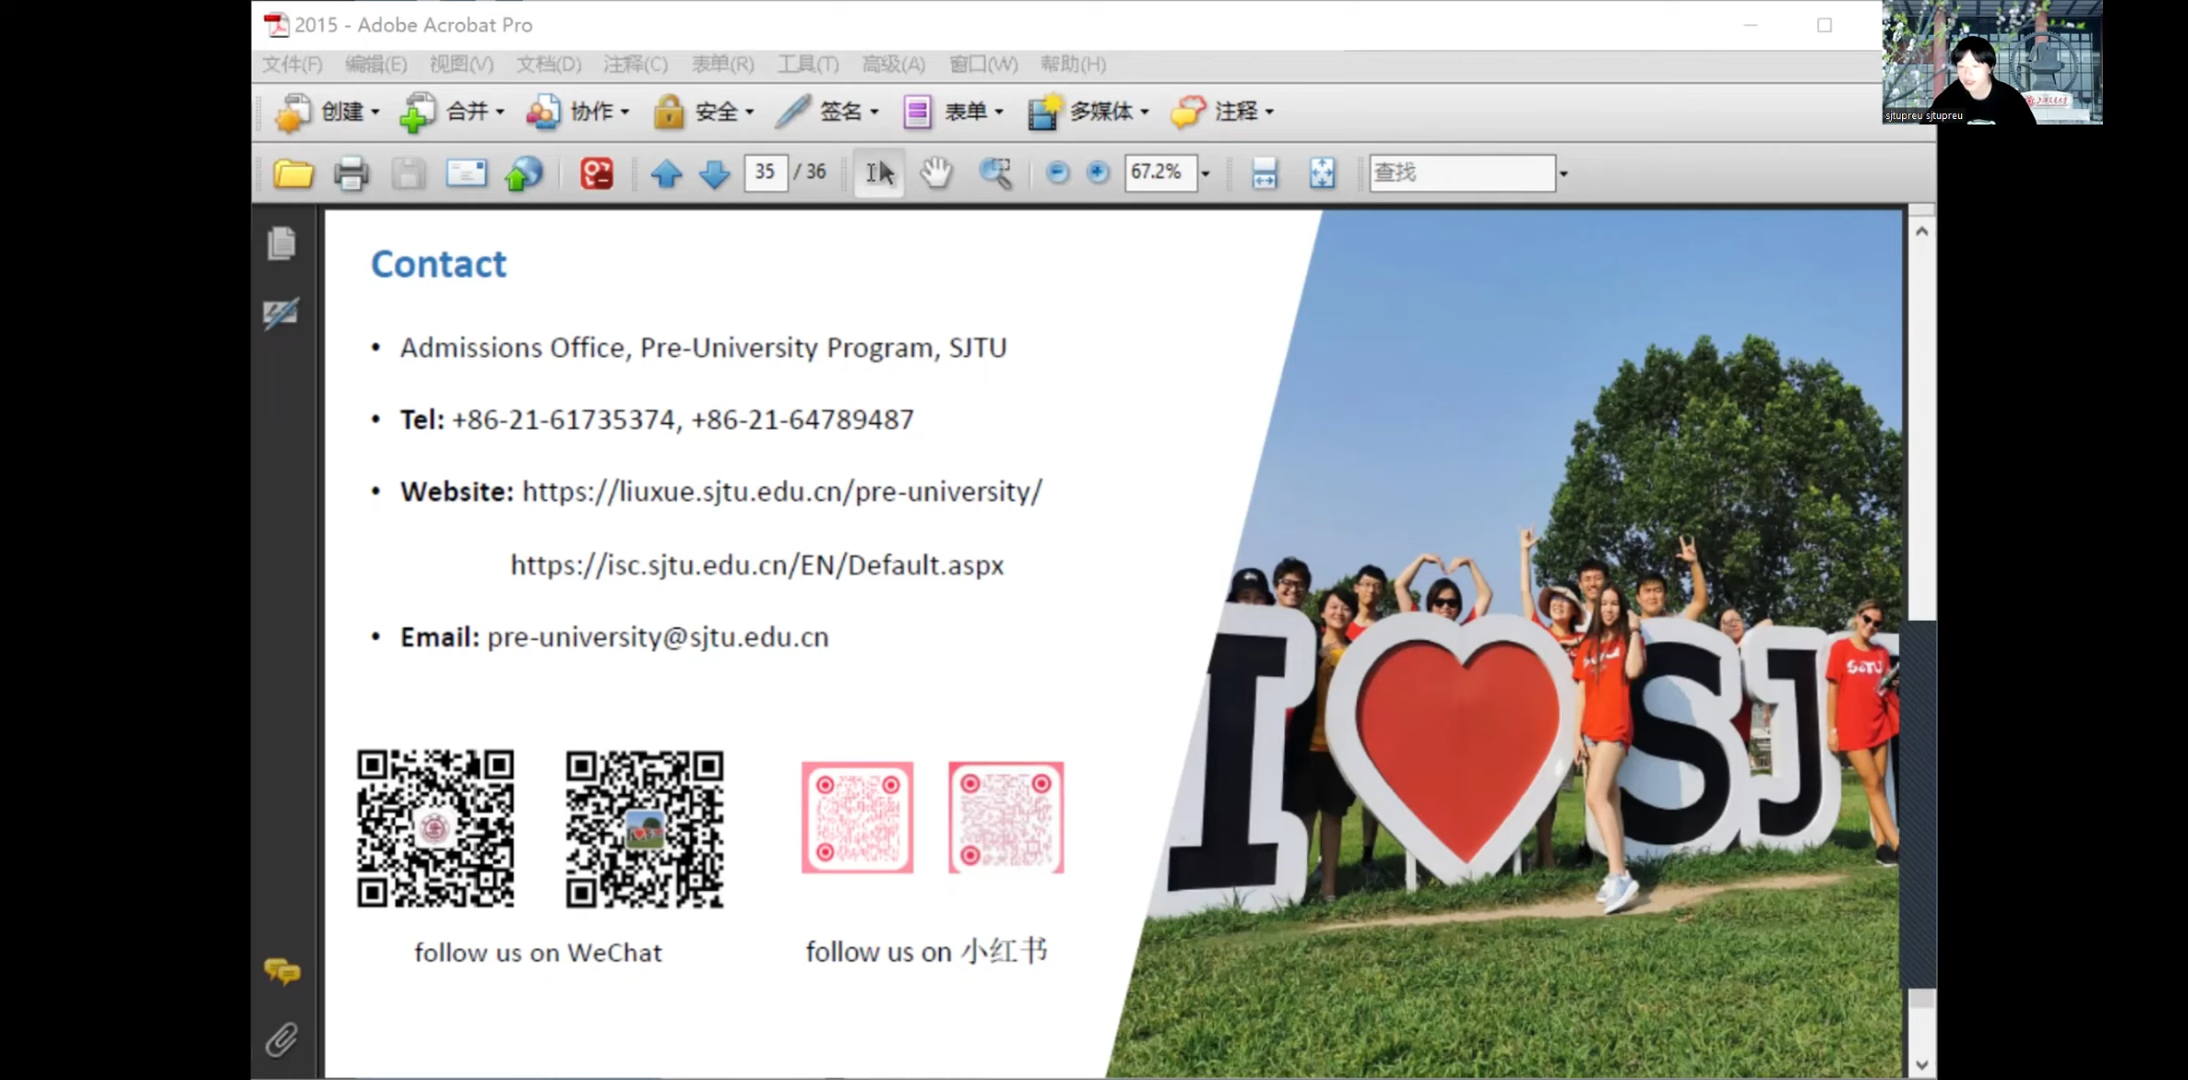 2015 - Adobe Acrobat Pro
文件(F) 编辑(E) 视图(V) 文档(D) 注释(C) 表单(R) 工具(T) 高级(A) 窗口(W) 帮助(H)
创建 合并 协作 安全 签名 表单 多媒体 注释
35 / 36 67.2% 查找
sjtupreu sjtupreu
Contact
• Admissions Office, Pre-University Program, SJTU
• Tel: +86-21-61735374, +86-21-64789487
• Website: https://liuxue.sjtu.edu.cn/pre-university/
https://isc.sjtu.edu.cn/EN/Default.aspx
• Email: pre-university@sjtu.edu.cn
I SJ
SJTU
follow us on WeChat
follow us on 小红书